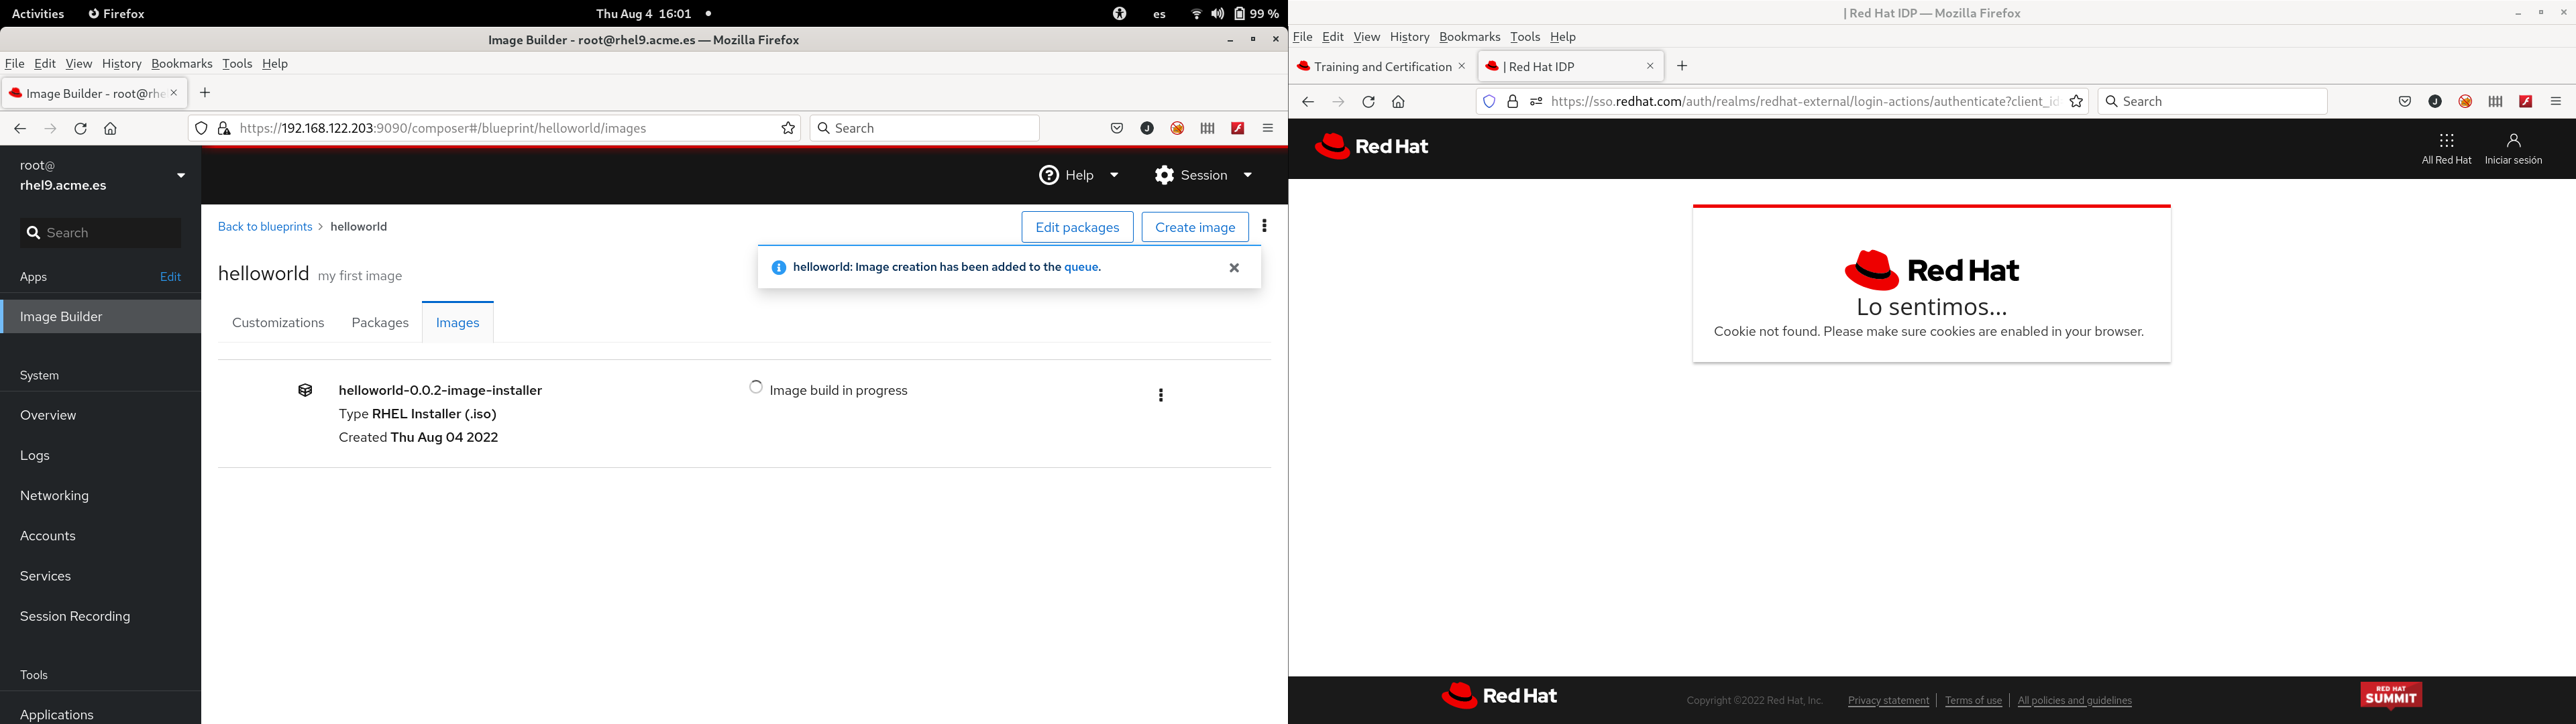 Activities Firefox Thu Aug 4 16:01 es 99 %
Image Builder - root@rhel9.acme.es — Mozilla Firefox
File Edit View History Bookmarks Tools Help
Image Builder - root@rhe
https://192.168.122.203:9090/composer#/blueprint/helloworld/images Search
root@
rhel9.acme.es
Help Session
Search
Apps Edit
Image Builder
System
Overview
Logs
Networking
Accounts
Services
Session Recording
Tools
Applications
Back to blueprints > helloworld Edit packages Create image
helloworld: Image creation has been added to the queue.
helloworld my first image
Customizations Packages Images
helloworld-0.0.2-image-installer Image build in progress
Type RHEL Installer (.iso)
Created Thu Aug 04 2022
| Red Hat IDP — Mozilla Firefox
File Edit View History Bookmarks Tools Help
Training and Certification | Red Hat IDP
https://sso.redhat.com/auth/realms/redhat-external/login-actions/authenticate?client_id Search
Red Hat All Red Hat Iniciar sesión
Red Hat
Lo sentimos...
Cookie not found. Please make sure cookies are enabled in your browser.
Red Hat Copyright ©2022 Red Hat, Inc. Privacy statement Terms of use All policies and guidelines RED HAT SUMMIT